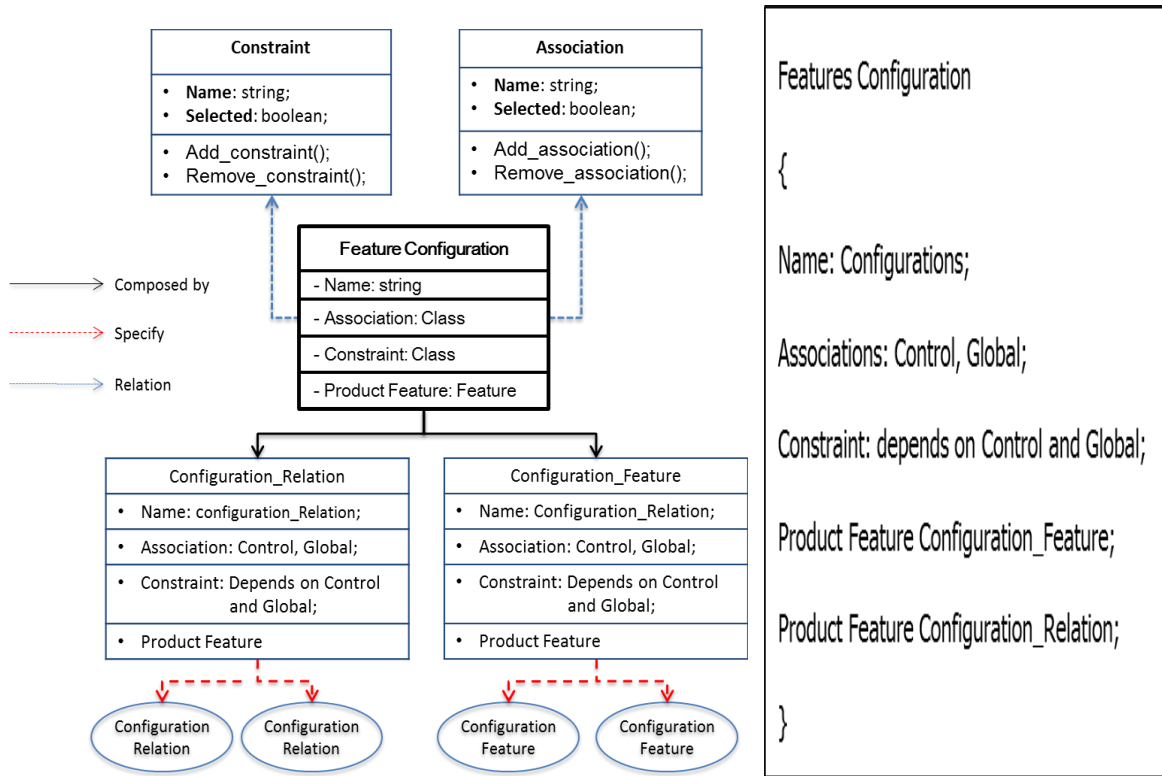 Constraint
• Name: string;
• Selected: boolean;
• Add_constraint();
• Remove_constraint();
Association
• Name: string;
• Selected: boolean;
• Add_association();
• Remove_association();
Feature Configuration
- Name: string
- Association: Class
- Constraint: Class
- Product Feature: Feature
Composed by
Specify
Relation
Configuration_Relation
• Name: configuration_Relation;
• Association: Control, Global;
• Constraint: Depends on Control
and Global;
• Product Feature
Configuration_Feature
• Name: Configuration_Relation;
• Association: Control, Global;
• Constraint: Depends on Control
and Global;
• Product Feature
Configuration
Relation
Configuration
Relation
Configuration
Feature
Configuration
Feature
Features Configuration
{
Name: Configurations;
Associations: Control, Global;
Constraint: depends on Control and Global;
Product Feature Configuration_Feature;
Product Feature Configuration_Relation;
}